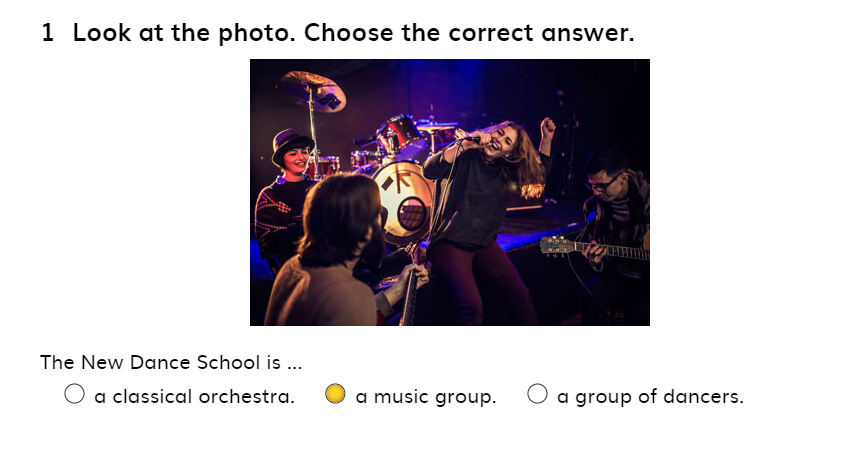 1 Look at the photo. Choose the correct answer.
The New Dance School is ...
a classical orchestra. a music group. a group of dancers.